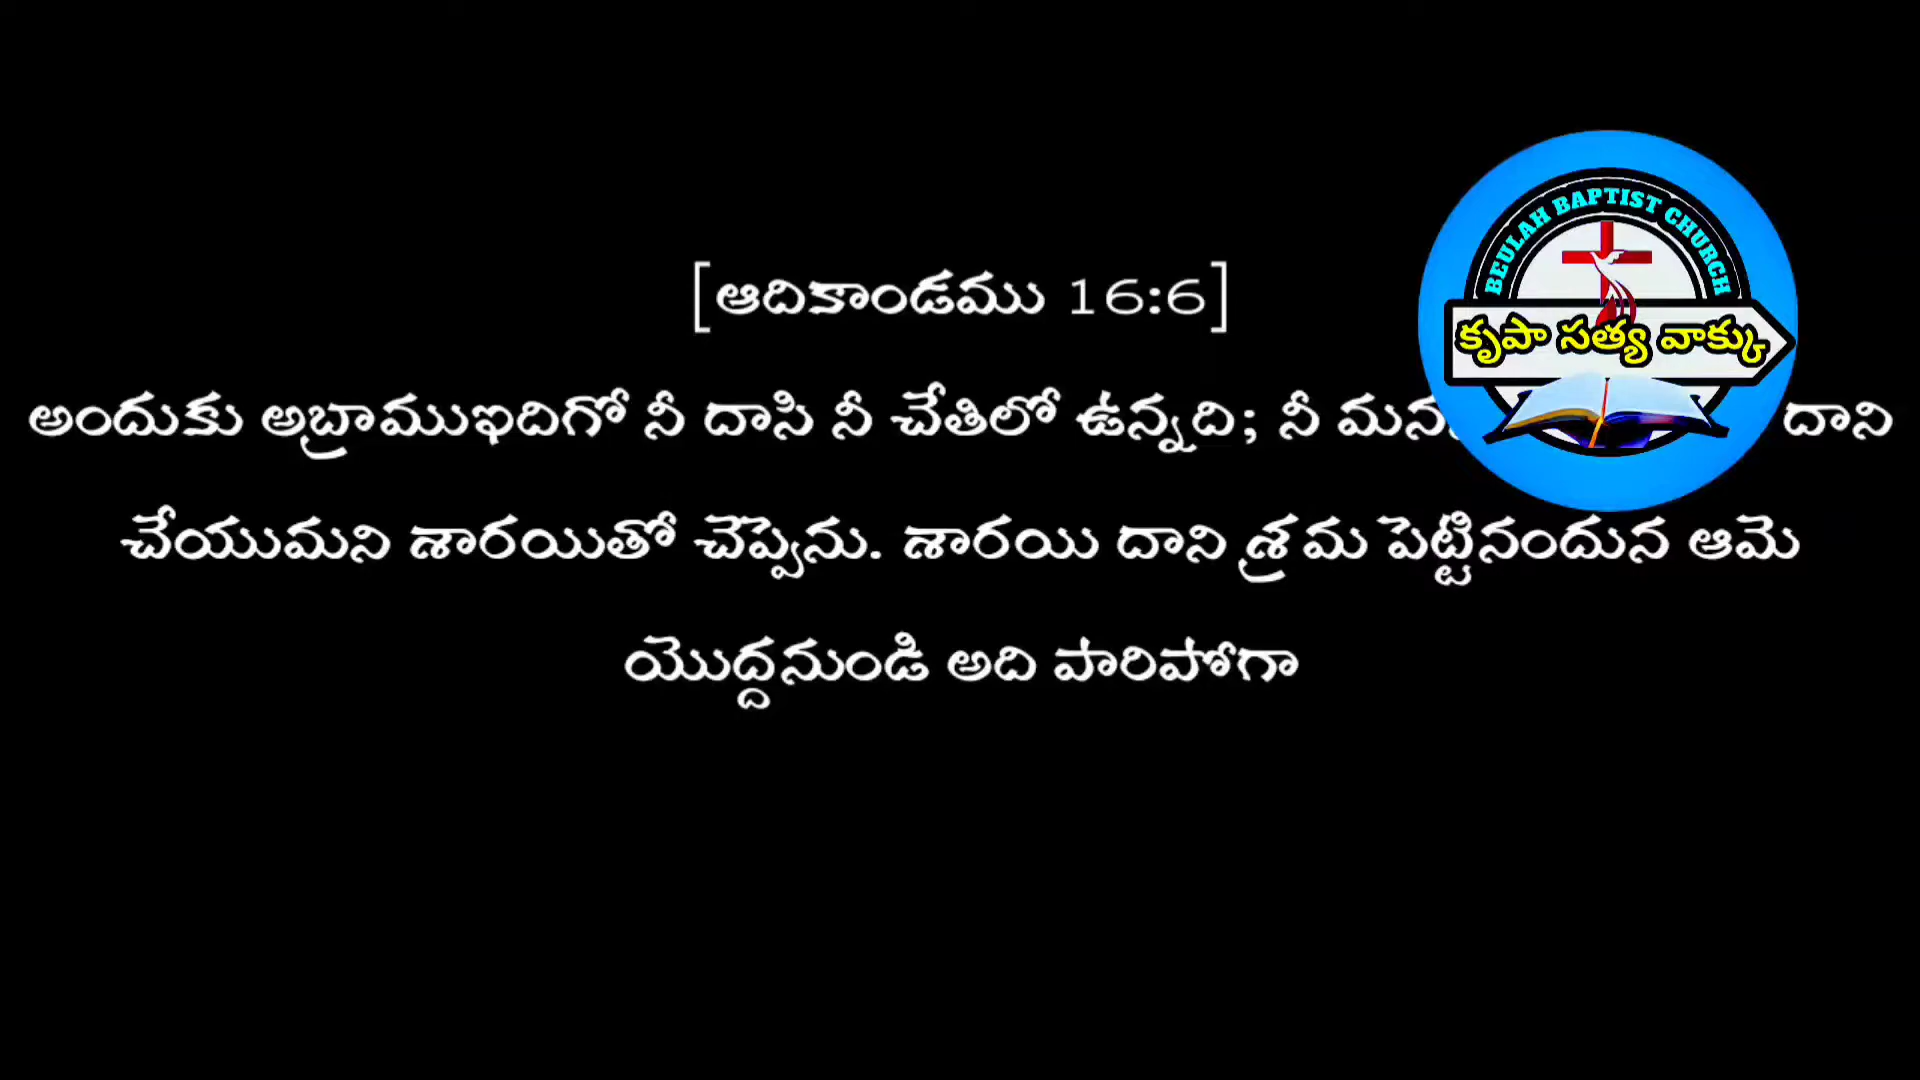 [ఆదికాండము 16:6]
BEULAH BAPTIST CHURCH
కృపా సత్య వాక్కు
అందుకు అబ్రాముఇదిగో నీ దాసి నీ చేతిలో ఉన్నది; నీ దాని
చేయుమని శారయితో చెప్పెను. శారయి దాని శ్రమ పెట్టినందున ఆమె
యొద్దనుండి అది పారిపోగా